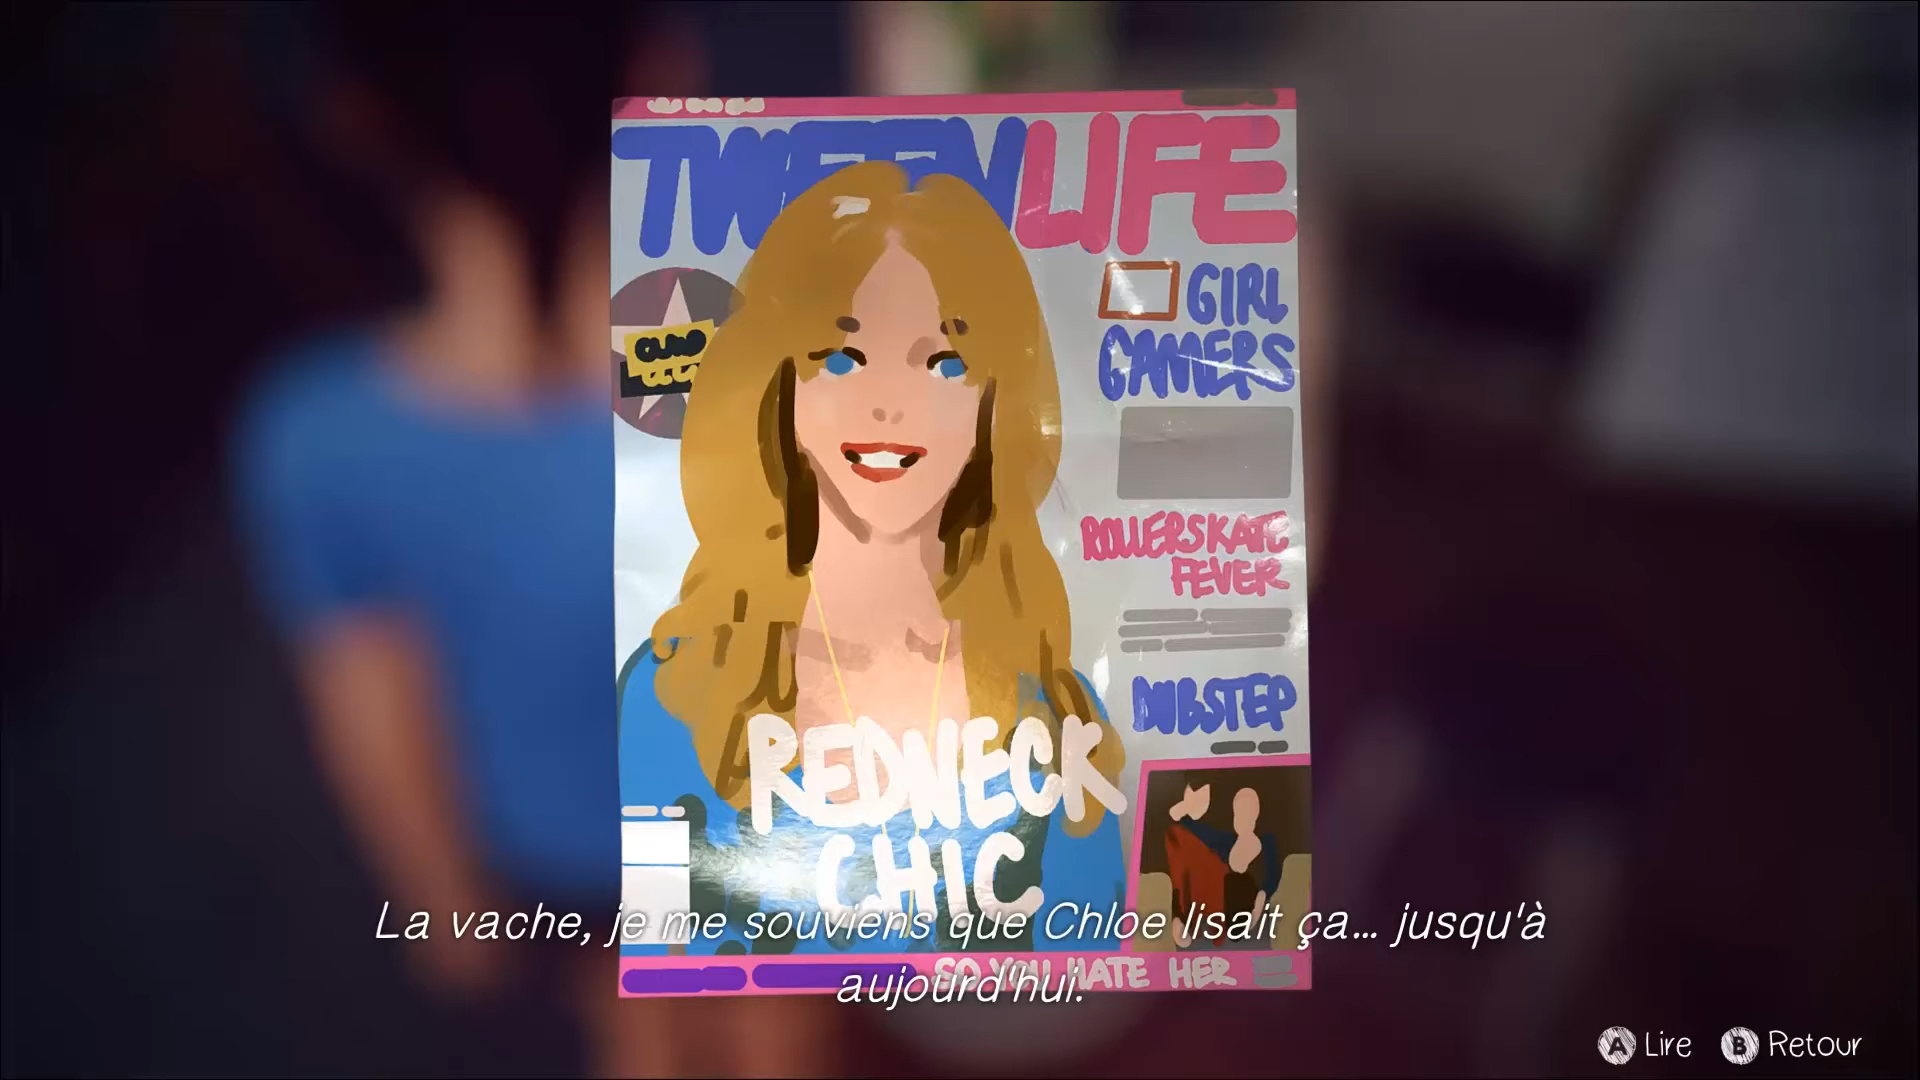 TWEENLIFE
GIRL
GAMERS
ROLLERSKATE
FEVER
DUBSTEP
REDNECK
CHIC
SO YOU HATE HER
La vache, je me souviens que Chloe lisait ça... jusqu'à
aujourd'hui.
A Lire B Retour